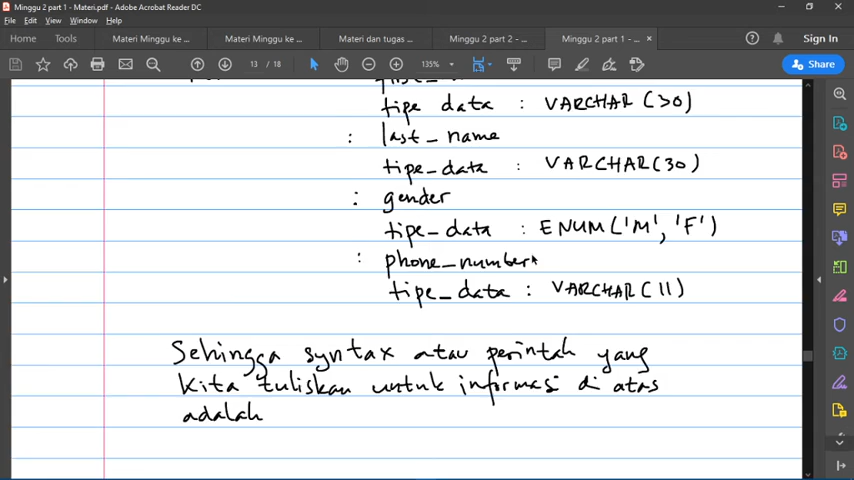 Minggu 2 part 1 - Materi.pdf - Adobe Acrobat Reader DC
File Edit View Window Help
Home Tools Materi Minggu ke ... Materi Minggu ke ... Materi dan tugas ... Minggu 2 part 2 - ... Minggu 2 part 1 - ... × Sign In
13 / 18 135% Share
tipe data : VARCHAR (30)
: last_name
tipe_data : VARCHAR(30)
: gender
tipe_data : ENUM('M', 'F')
: phone_number
tipe_data : VARCHAR(11)
Sehingga syntax atau perintah yang
kita tuliskan untuk informasi di atas
adalah